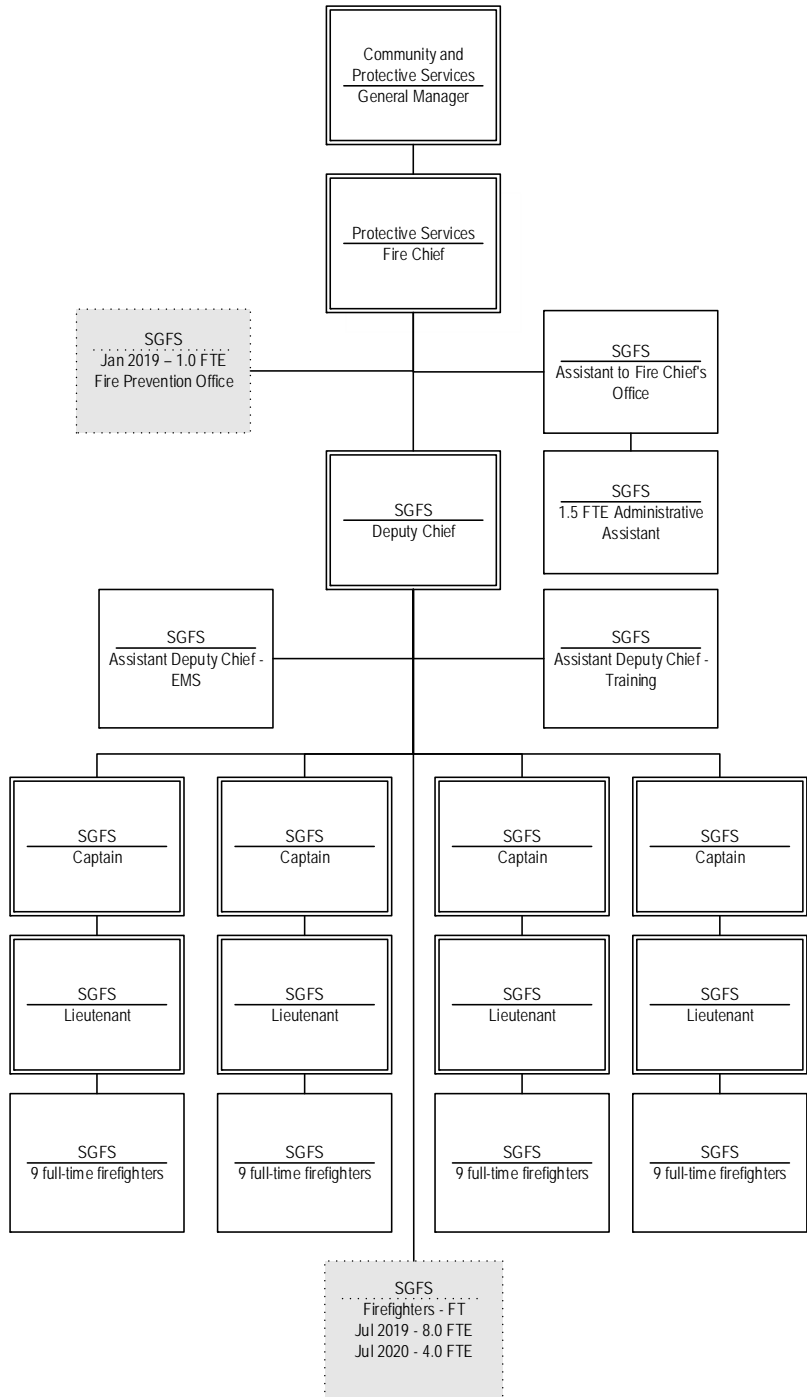 Community and
Protective Services
General Manager
Protective Services
Fire Chief
SGFS
Jan 2019 – 1.0 FTE
Fire Prevention Office
SGFS
Assistant to Fire Chief's
Office
SGFS
1.5 FTE Administrative
Assistant
SGFS
Deputy Chief
SGFS
Assistant Deputy Chief -
EMS
SGFS
Assistant Deputy Chief -
Training
SGFS
Captain
SGFS
Captain
SGFS
Captain
SGFS
Captain
SGFS
Lieutenant
SGFS
Lieutenant
SGFS
Lieutenant
SGFS
Lieutenant
SGFS
9 full-time firefighters
SGFS
9 full-time firefighters
SGFS
9 full-time firefighters
SGFS
9 full-time firefighters
SGFS
Firefighters - FT
Jul 2019 - 8.0 FTE
Jul 2020 - 4.0 FTE